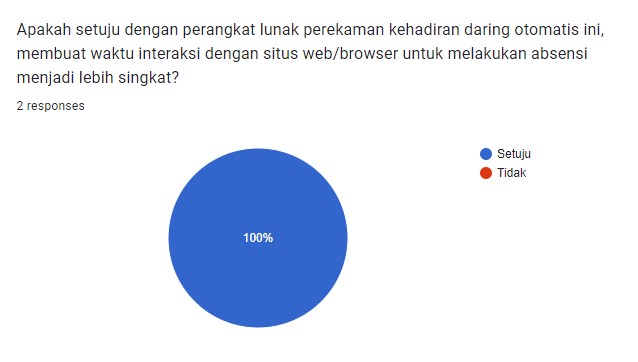 Apakah setuju dengan perangkat lunak perekaman kehadiran daring otomatis ini,
membuat waktu interaksi dengan situs web/browser untuk melakukan absensi
menjadi lebih singkat?
2 responses
Setuju
Tidak
100%